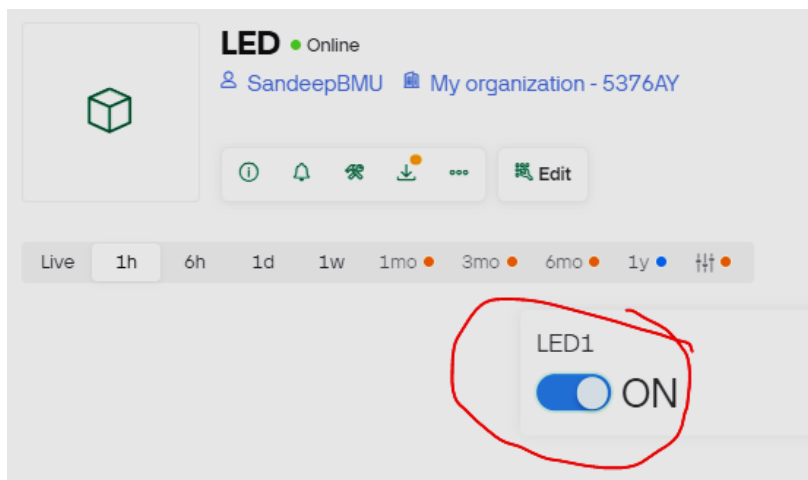 LED Online
SandeepBMU My organization - 5376AY
Edit
Live 1h 6h 1d 1w 1mo 3mo 6mo 1y
LED1
ON